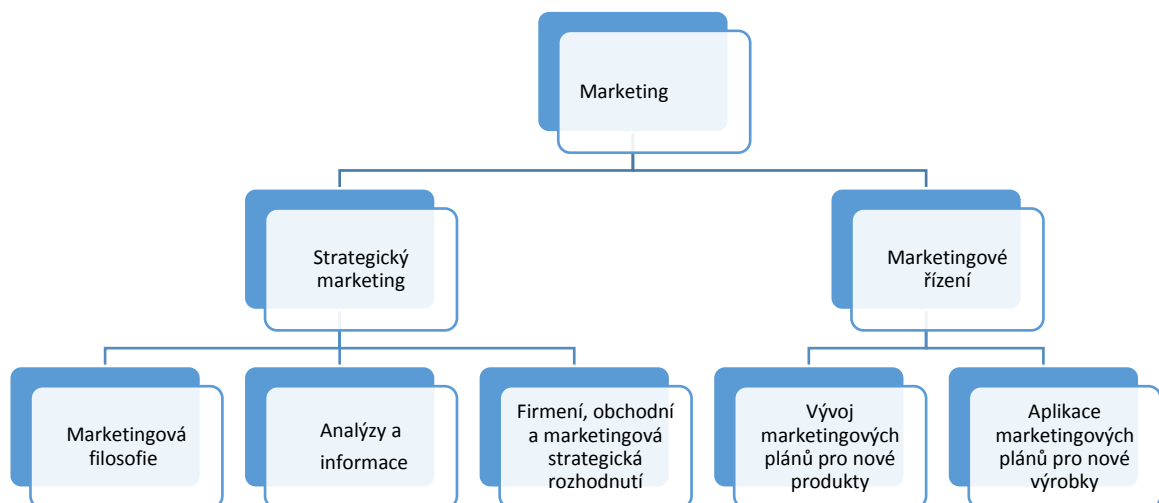 Marketing
Strategický
marketing
Marketingové
řízení
Marketingová
filosofie
Analýzy a
informace
Firmení, obchodní
a marketingová
strategická
rozhodnutí
Vývoj
marketingových
plánů pro nové
produkty
Aplikace
marketingových
plánů pro nové
výrobky